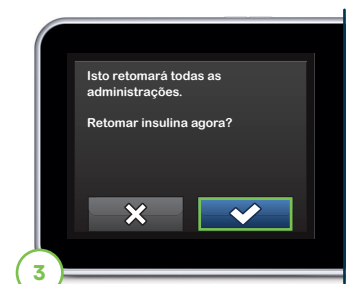 Isto retomará todas as
administrações.
Retomar insulina agora?
3